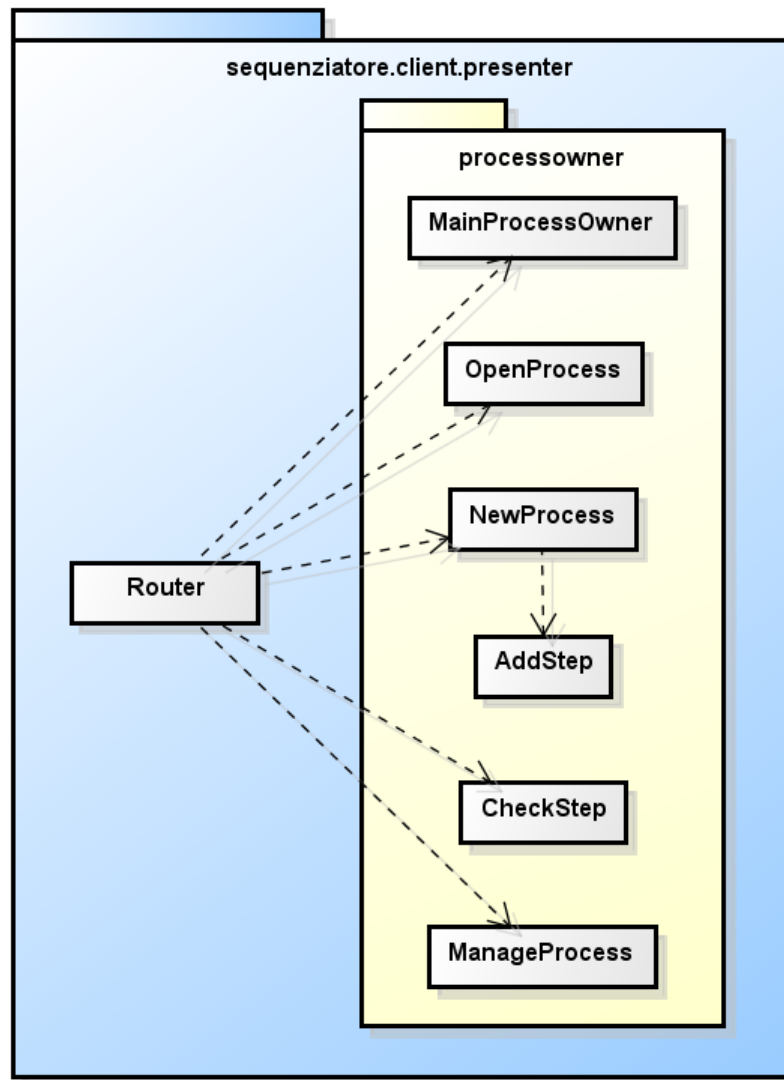 sequenziatore.client.presenter
processowner
MainProcessOwner
OpenProcess
NewProcess
Router
AddStep
CheckStep
ManageProcess